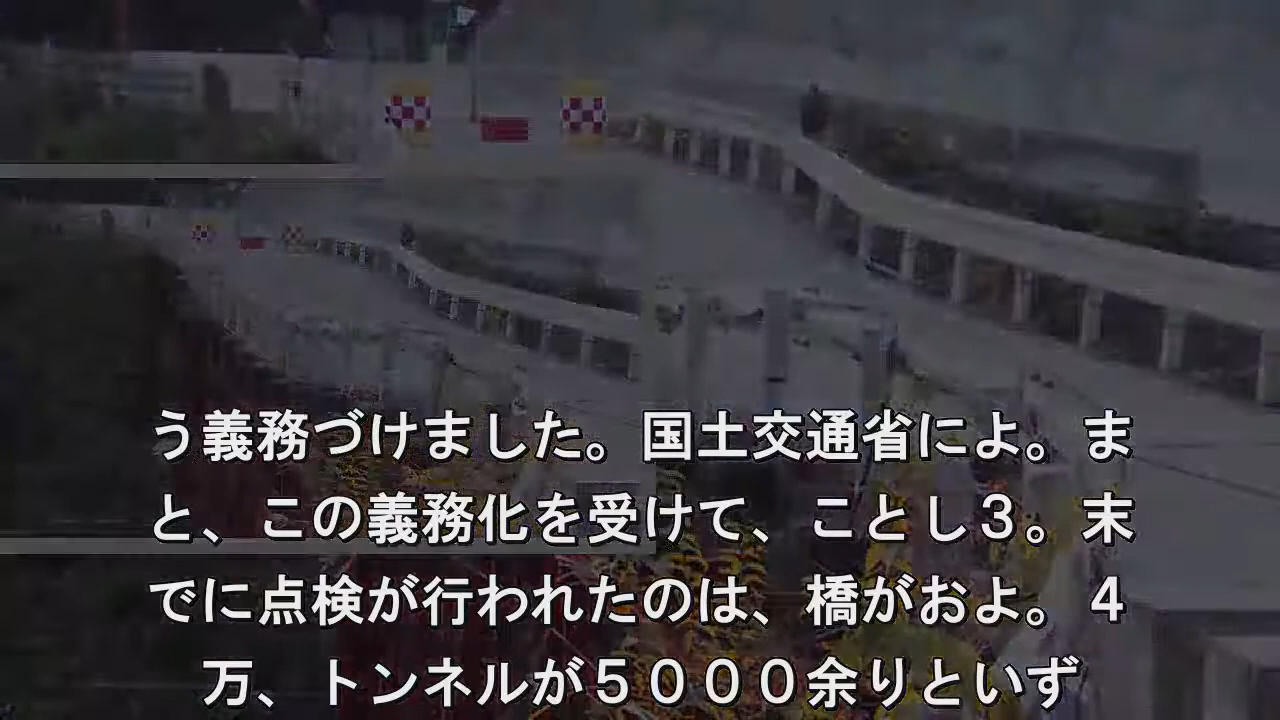 う義務づけました。国土交通省によ。ま
と、この義務化を受けて、ことし３。末
でに点検が行われたのは、橋がおよ。４
万、トンネルが５０００余りといず